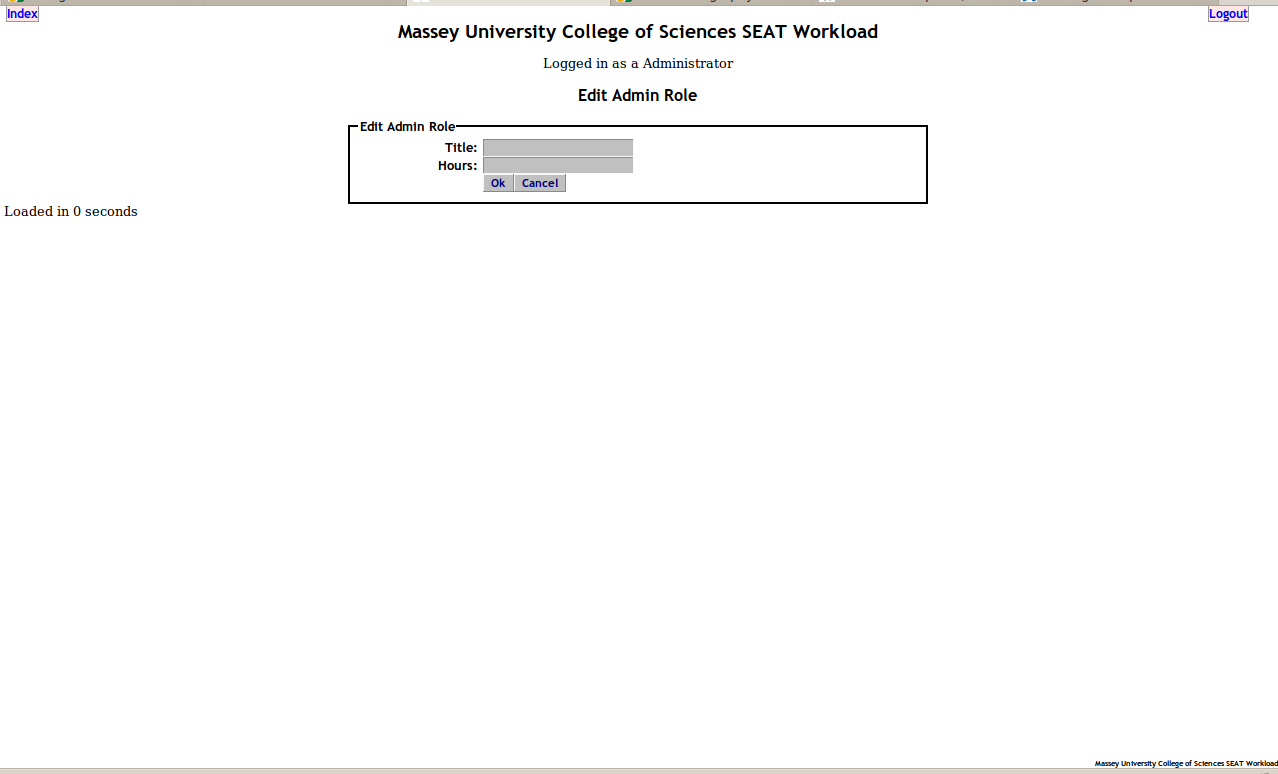 Index
Logout
Massey University College of Sciences SEAT Workload
Logged in as a Administrator
Edit Admin Role
Edit Admin Role
Title:
Hours:
Ok Cancel
Loaded in 0 seconds
Massey University College of Sciences SEAT Workload